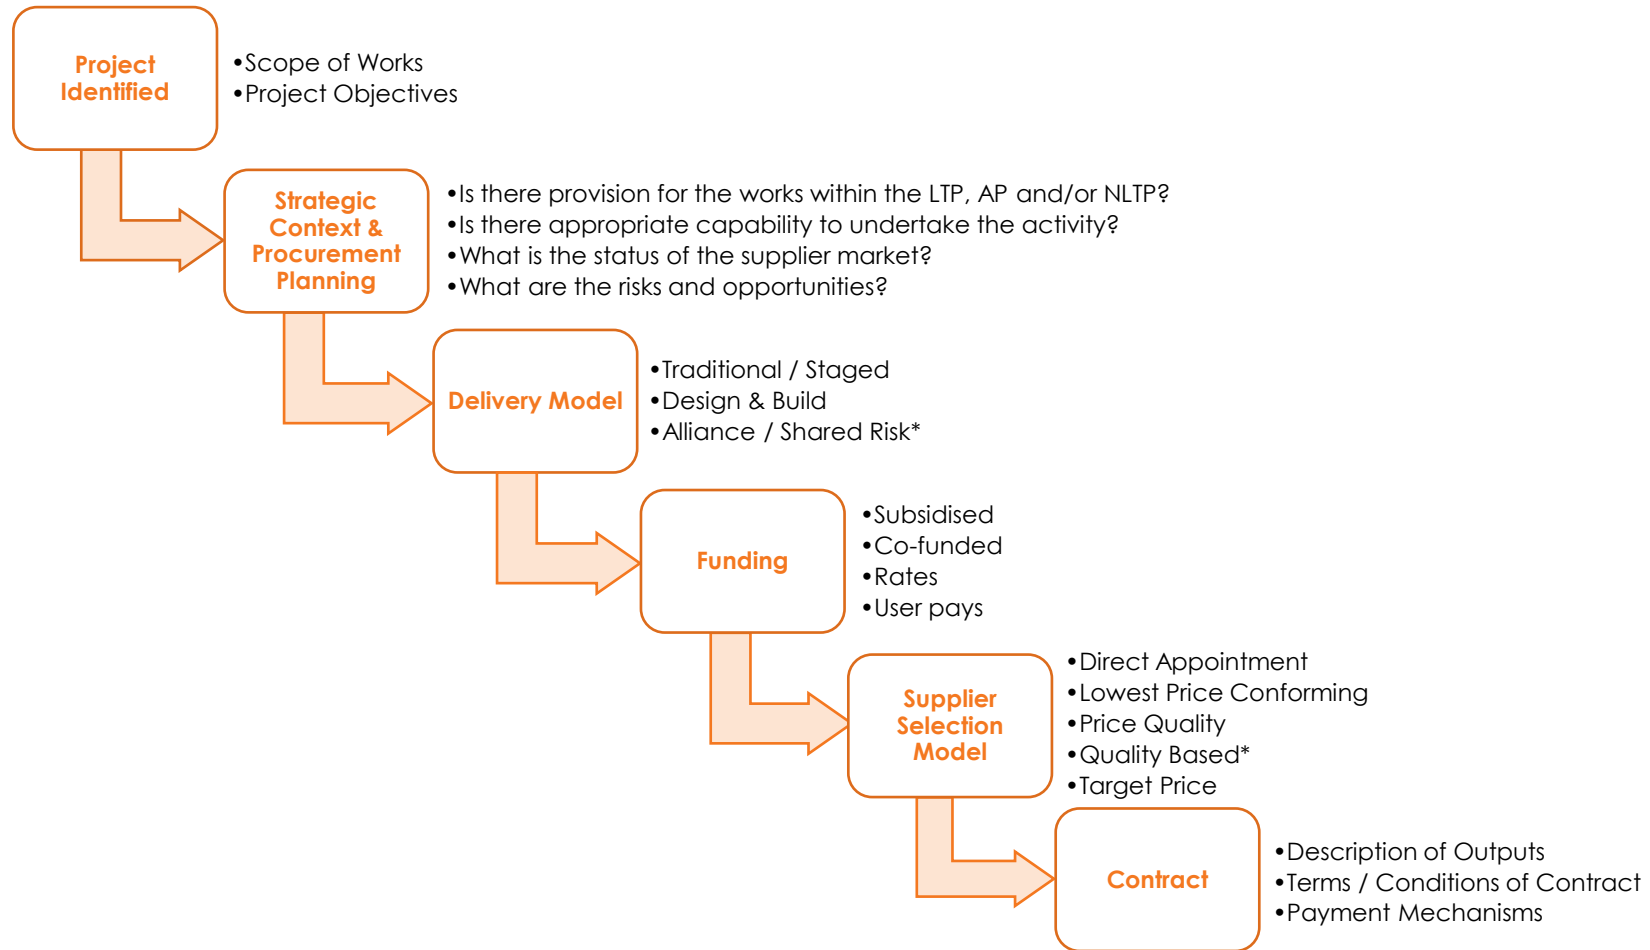 Project
Identified
•Scope of Works
•Project Objectives
Strategic
Context &
Procurement
Planning
•Is there provision for the works within the LTP, AP and/or NLTP?
•Is there appropriate capability to undertake the activity?
•What is the status of the supplier market?
•What are the risks and opportunities?
Delivery Model
•Traditional / Staged
•Design & Build
•Alliance / Shared Risk*
Funding
•Subsidised
•Co-funded
•Rates
•User pays
Supplier
Selection
Model
•Direct Appointment
•Lowest Price Conforming
•Price Quality
•Quality Based*
•Target Price
Contract
•Description of Outputs
•Terms / Conditions of Contract
•Payment Mechanisms